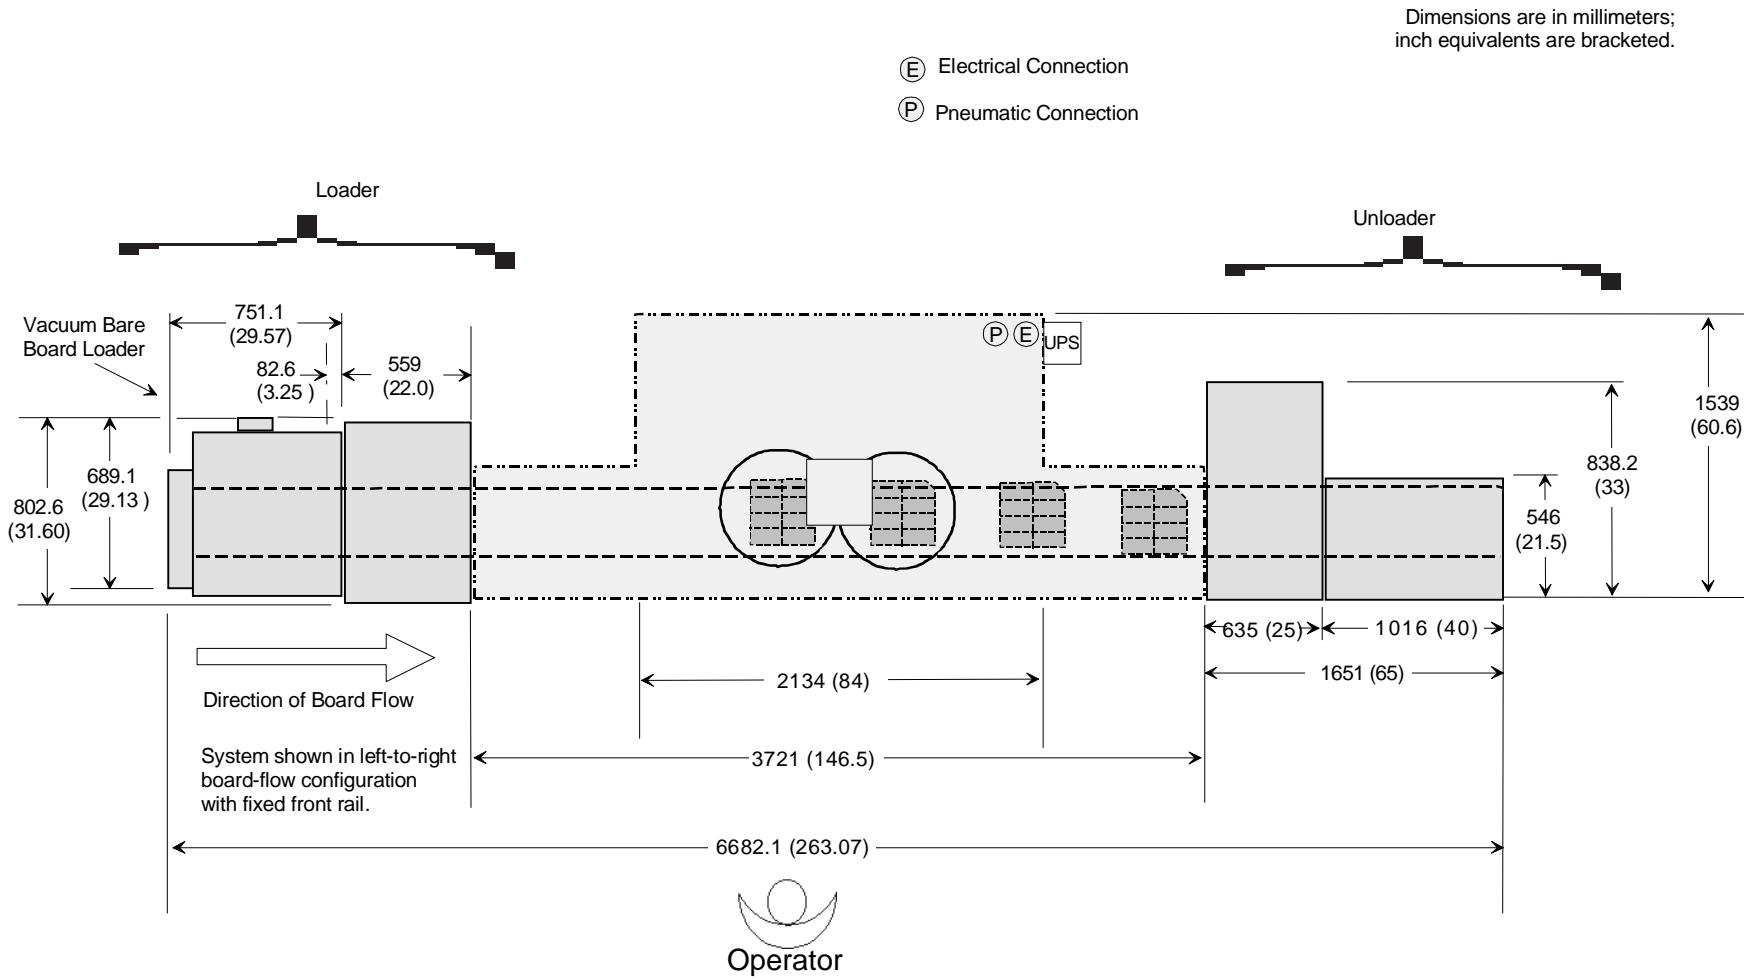 Dimensions are in millimeters;
inch equivalents are bracketed.
E Electrical Connection
P Pneumatic Connection
Loader
Unloader
Vacuum Bare
Board Loader
751.1
(29.57)
82.6
(3.25 )
559
(22.0)
P E
UPS
1539
(60.6)
838.2
(33)
546
(21.5)
689.1
(29.13 )
802.6
(31.60)
635 (25)
1016 (40)
1651 (65)
2134 (84)
Direction of Board Flow
System shown in left-to-right
board-flow configuration
with fixed front rail.
3721 (146.5)
6682.1 (263.07)
Operator